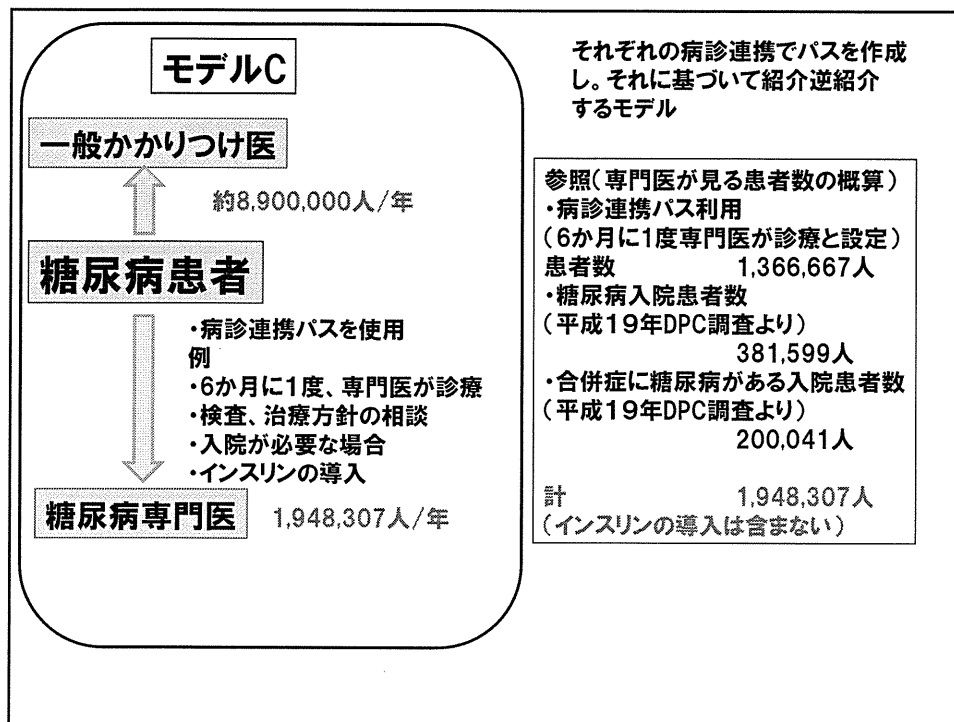 モデルC
一般かかりつけ医
約8,900,000人/年
糖尿病患者
・病診連携パスを使用
例
・6か月に1度、専門医が診療
・検査、治療方針の相談
・入院が必要な場合
・インスリンの導入
糖尿病専門医
1,948,307人/年
それぞれの病診連携でパスを作成
し。それに基づいて紹介逆紹介
するモデル
参照(専門医が見る患者数の概算)
・病診連携パス利用
(6か月に1度専門医が診療と設定)
患者数 1,366,667人
・糖尿病入院患者数
(平成19年DPC調査より)
381,599人
・合併症に糖尿病がある入院患者数
(平成19年DPC調査より)
200,041人
計 1,948,307人
(インスリンの導入は含まない)